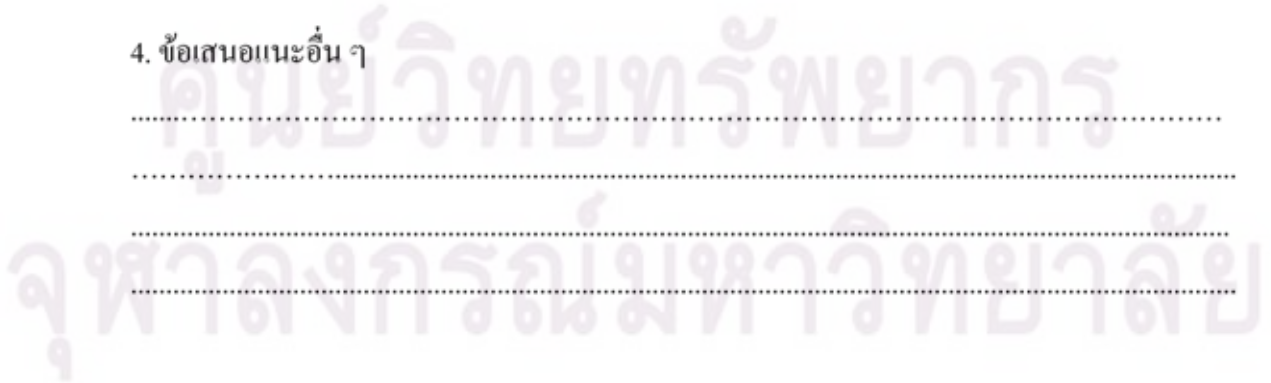 4. ข้อเสนอแนะอื่น ๆ
ศูนย์วิทยทรัพยากร
จุฬาลงกรณ์มหาวิทยาลัย